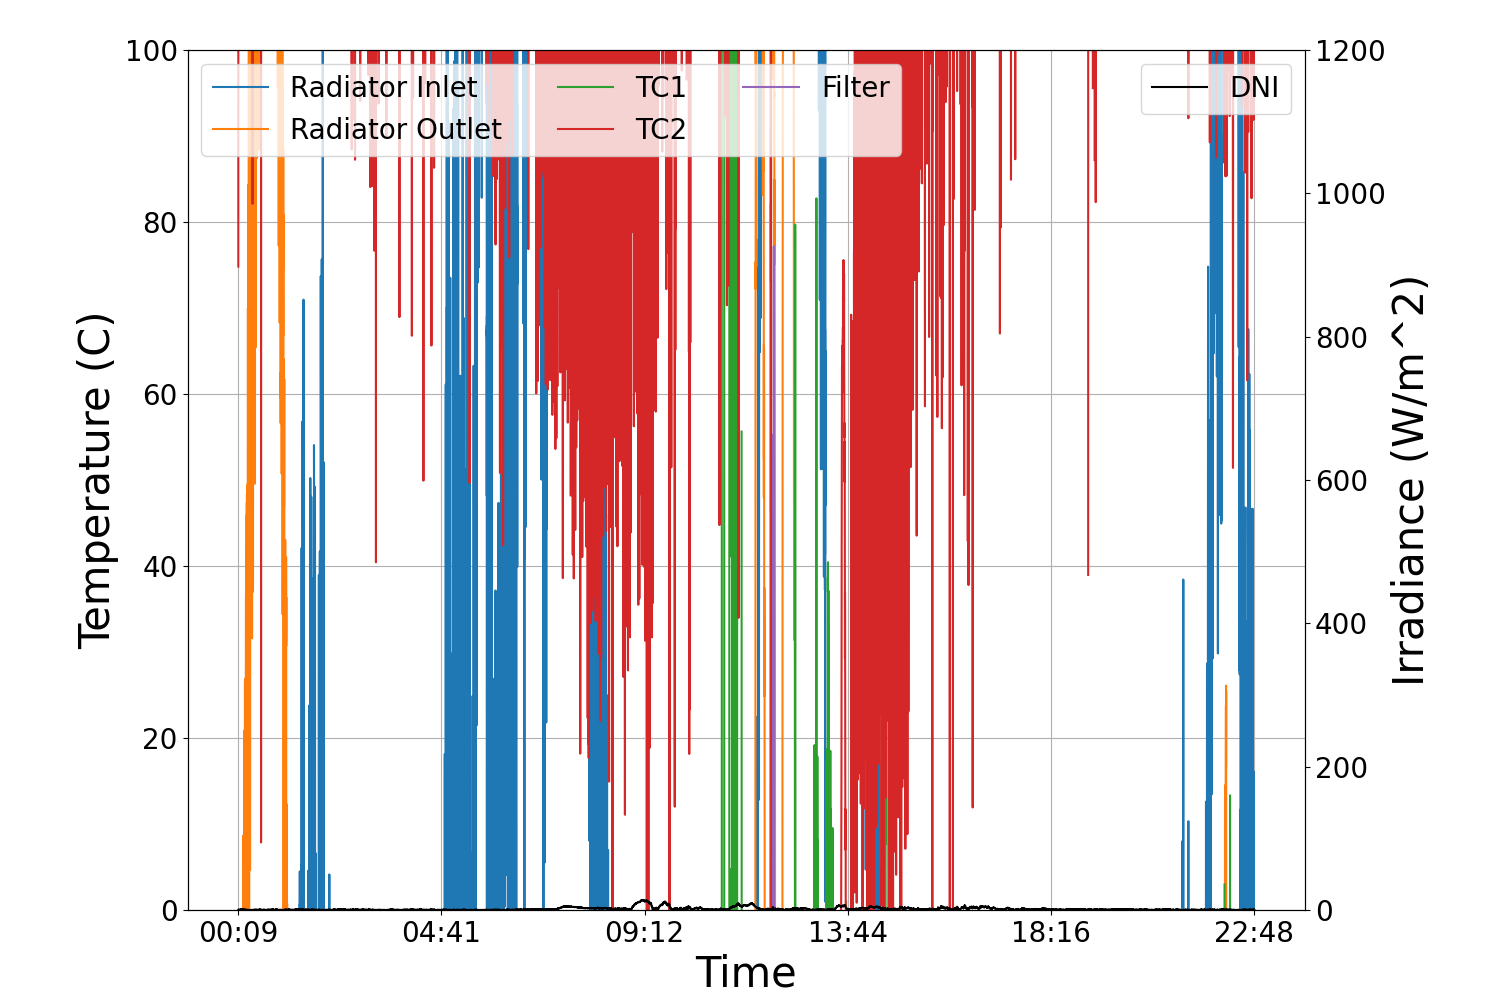 Radiator Inlet
Radiator Outlet
TC1
TC2
Filter
DNI
Temperature (C)
100
80
60
40
20
0
Irradiance (W/m^2)
1200
1000
800
600
400
200
0
00:09 04:41 09:12 13:44 18:16 22:48
Time